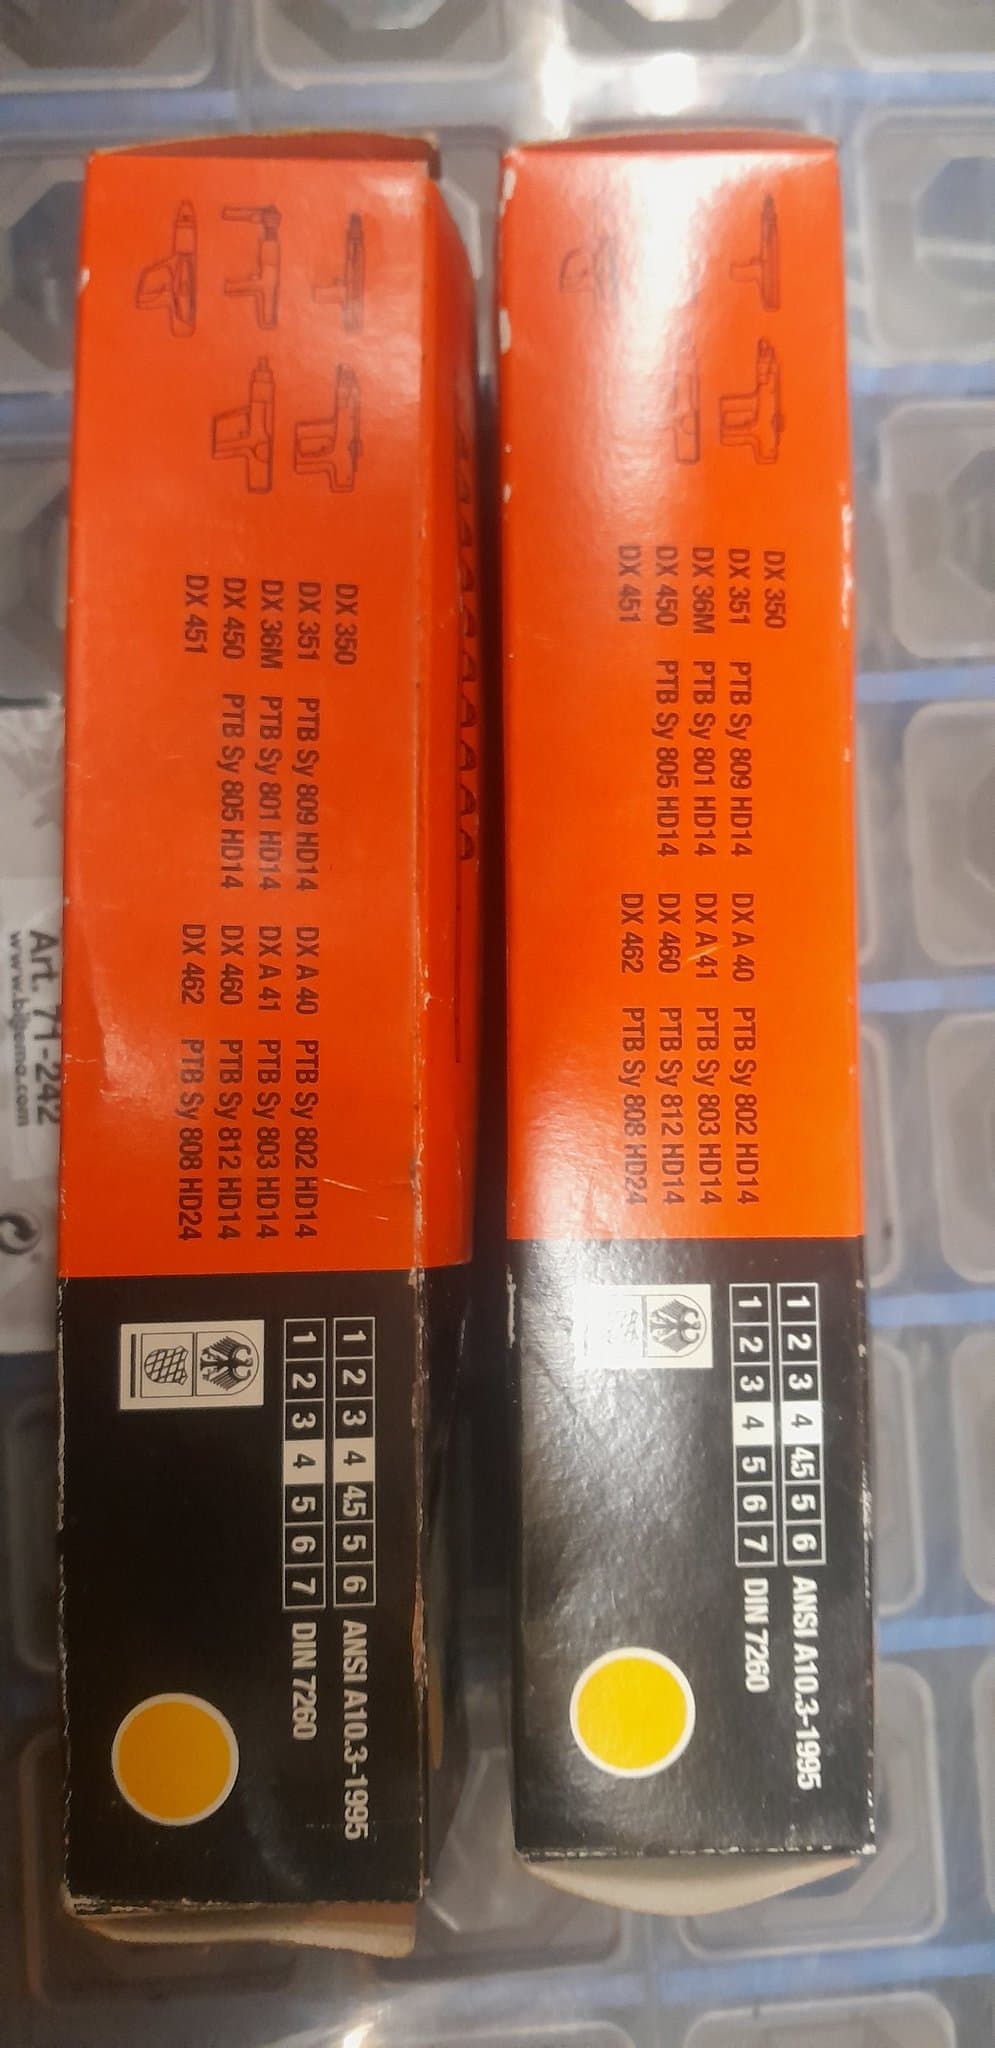 DX 350
DX 351 PTB Sy 809 HD14 DX A 40 PTB Sy 802 HD14
DX 36M PTB Sy 801 HD14 DX A 41 PTB Sy 803 HD14
DX 450 PTB Sy 805 HD14 DX 460 PTB Sy 812 HD14
DX 451 DX 462 PTB Sy 808 HD24
1 2 3 4 4.5 5 6 ANSI A10.3-1995
1 2 3 4 5 6 7 DIN 7260
DX 350
DX 351 PTB Sy 809 HD14 DX A 40 PTB Sy 802 HD14
DX 36M PTB Sy 801 HD14 DX A 41 PTB Sy 803 HD14
DX 450 PTB Sy 805 HD14 DX 460 PTB Sy 812 HD14
DX 451 DX 462 PTB Sy 808 HD24
1 2 3 4 4.5 5 6 ANSI A10.3-1995
1 2 3 4 5 6 7 DIN 7260
Art. 71-242
www.biltema.com